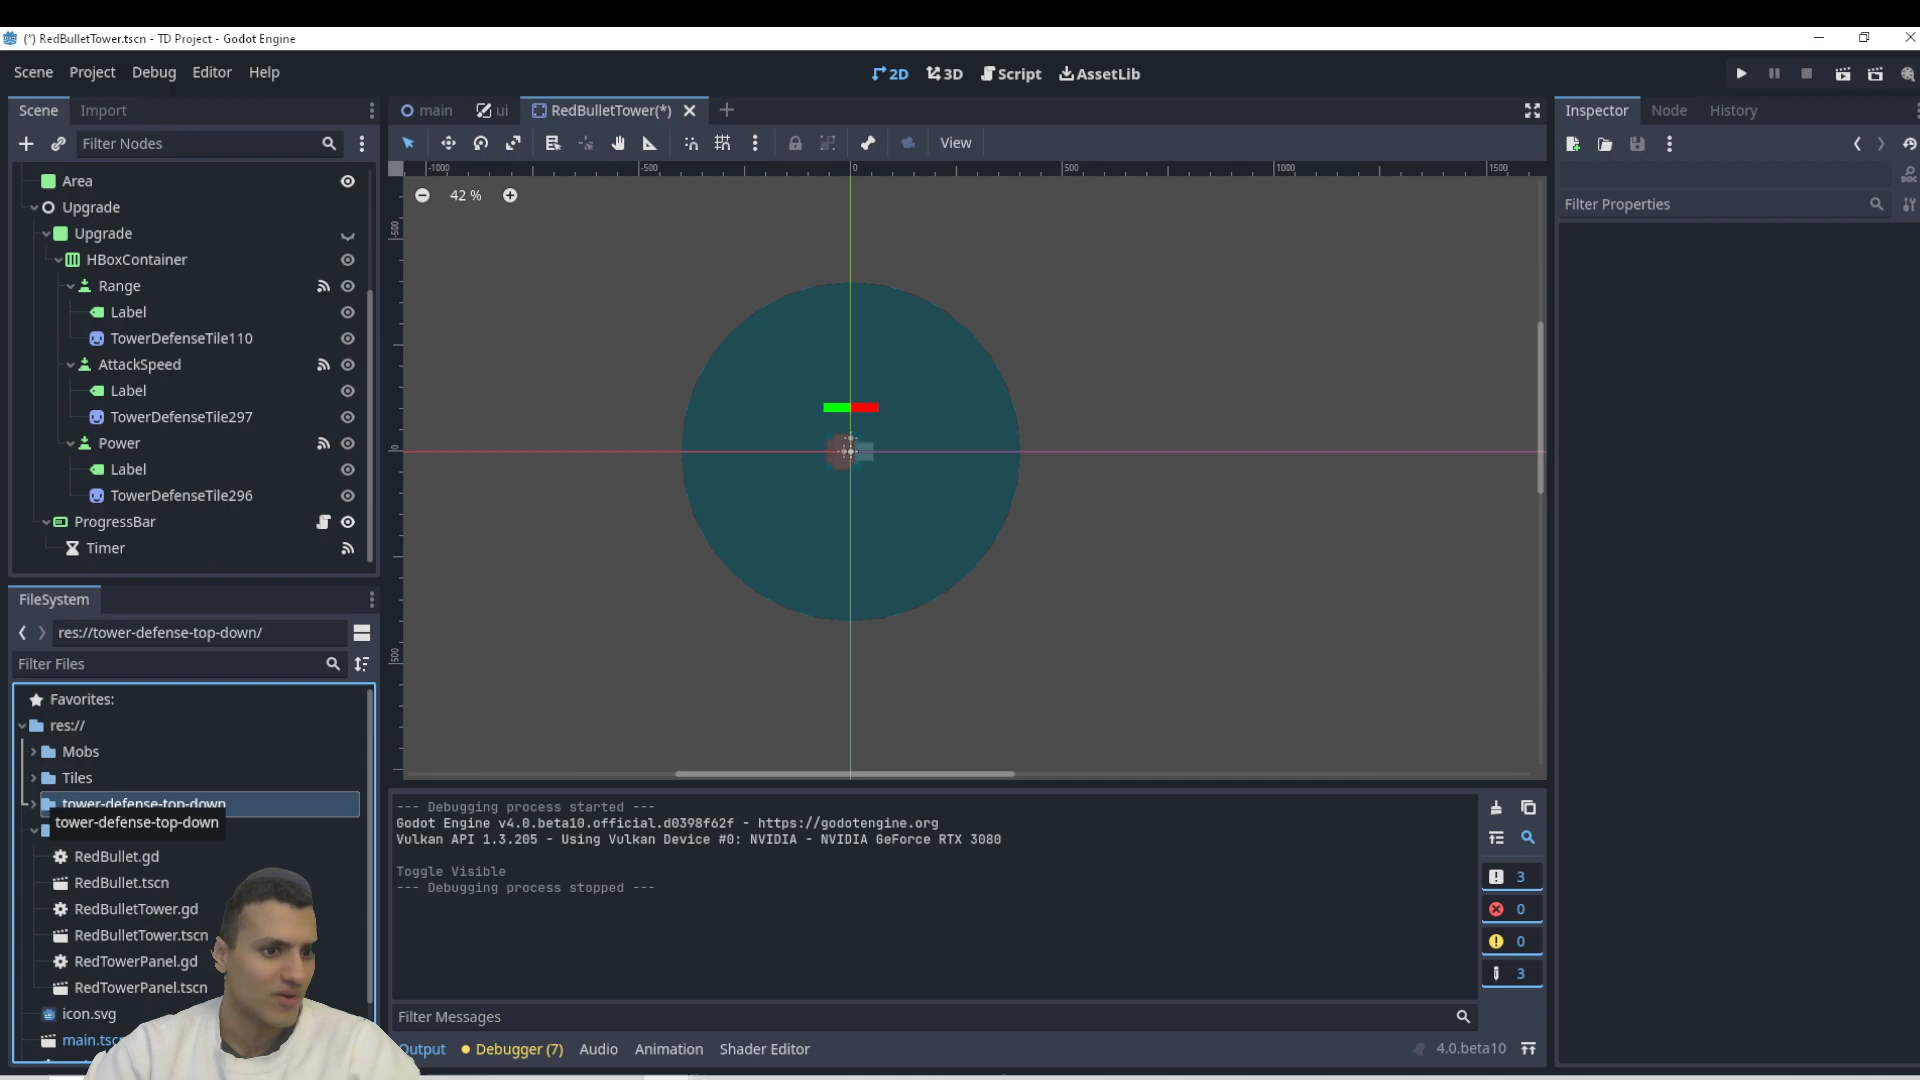 (*) RedBulletTower.tscn - TD Project - Godot Engine
Scene Project Debug Editor Help
2D 3D Script AssetLib
Scene Import
main ui RedBulletTower(*)
Inspector Node History
Filter Nodes
View
-1000 -500 0 500 1000 1500
42 %
Filter Properties
Area
Upgrade
Upgrade
HBoxContainer
Range
Label
TowerDefenseTile110
AttackSpeed
Label
TowerDefenseTile297
Power
Label
TowerDefenseTile296
ProgressBar
Timer
-500
0
500
FileSystem
res://tower-defense-top-down/
Filter Files
Favorites:
res://
Mobs
Tiles
tower-defense-top-down
tower-defense-top-down
RedBullet.gd
RedBullet.tscn
RedBulletTower.gd
RedBulletTower.tscn
RedTowerPanel.gd
RedTowerPanel.tscn
icon.svg
main.tscn
--- Debugging process started ---
Godot Engine v4.0.beta10.official.d0398f62f - https://godotengine.org
Vulkan API 1.3.205 - Using Vulkan Device #0: NVIDIA - NVIDIA GeForce RTX 3080
Toggle Visible
--- Debugging process stopped ---
3
0
0
3
Filter Messages
Output Debugger (7) Audio Animation Shader Editor
4.0.beta10
DOC